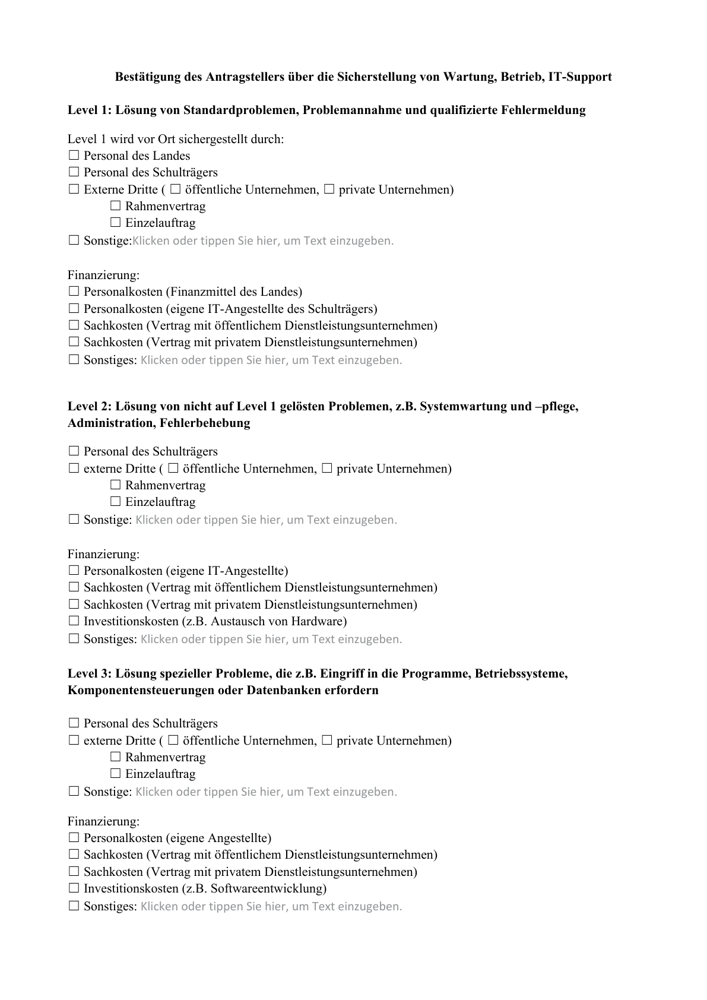 Bestätigung des Antragstellers über die Sicherstellung von Wartung, Betrieb, IT-Support
Level 1: Lösung von Standardproblemen, Problemannahme und qualifizierte Fehlermeldung
Level 1 wird vor Ort sichergestellt durch:
☐ Personal des Landes
☐ Personal des Schulträgers
☐ Externe Dritte ( ☐ öffentliche Unternehmen, ☐ private Unternehmen)
☐ Rahmenvertrag
☐ Einzelauftrag
☐ Sonstige:Klicken oder tippen Sie hier, um Text einzugeben.
Finanzierung:
☐ Personalkosten (Finanzmittel des Landes)
☐ Personalkosten (eigene IT-Angestellte des Schulträgers)
☐ Sachkosten (Vertrag mit öffentlichem Dienstleistungsunternehmen)
☐ Sachkosten (Vertrag mit privatem Dienstleistungsunternehmen)
☐ Sonstiges: Klicken oder tippen Sie hier, um Text einzugeben.
Level 2: Lösung von nicht auf Level 1 gelösten Problemen, z.B. Systemwartung und –pflege,
Administration, Fehlerbehebung
☐ Personal des Schulträgers
☐ externe Dritte ( ☐ öffentliche Unternehmen, ☐ private Unternehmen)
☐ Rahmenvertrag
☐ Einzelauftrag
☐ Sonstige: Klicken oder tippen Sie hier, um Text einzugeben.
Finanzierung:
☐ Personalkosten (eigene IT-Angestellte)
☐ Sachkosten (Vertrag mit öffentlichem Dienstleistungsunternehmen)
☐ Sachkosten (Vertrag mit privatem Dienstleistungsunternehmen)
☐ Investitionskosten (z.B. Austausch von Hardware)
☐ Sonstiges: Klicken oder tippen Sie hier, um Text einzugeben.
Level 3: Lösung spezieller Probleme, die z.B. Eingriff in die Programme, Betriebssysteme,
Komponentensteuerungen oder Datenbanken erfordern
☐ Personal des Schulträgers
☐ externe Dritte ( ☐ öffentliche Unternehmen, ☐ private Unternehmen)
☐ Rahmenvertrag
☐ Einzelauftrag
☐ Sonstige: Klicken oder tippen Sie hier, um Text einzugeben.
Finanzierung:
☐ Personalkosten (eigene Angestellte)
☐ Sachkosten (Vertrag mit öffentlichem Dienstleistungsunternehmen)
☐ Sachkosten (Vertrag mit privatem Dienstleistungsunternehmen)
☐ Investitionskosten (z.B. Softwareentwicklung)
☐ Sonstiges: Klicken oder tippen Sie hier, um Text einzugeben.